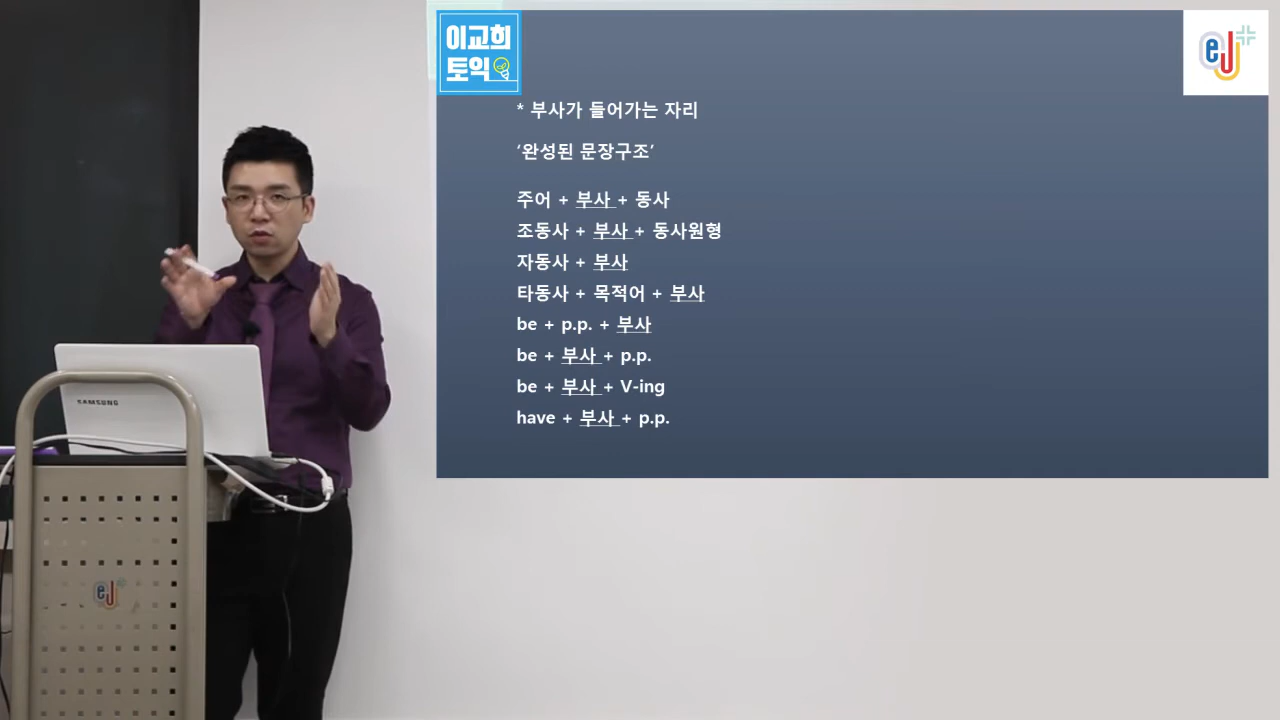 이교희
토익
eJ
* 부사가 들어가는 자리
'완성된 문장구조'
주어 + 부사 + 동사
조동사 + 부사 + 동사원형
자동사 + 부사
타동사 + 목적어 + 부사
be + p.p. + 부사
be + 부사 + p.p.
be + 부사 + V-ing
have + 부사 + p.p.
SAMSUNG
eJ